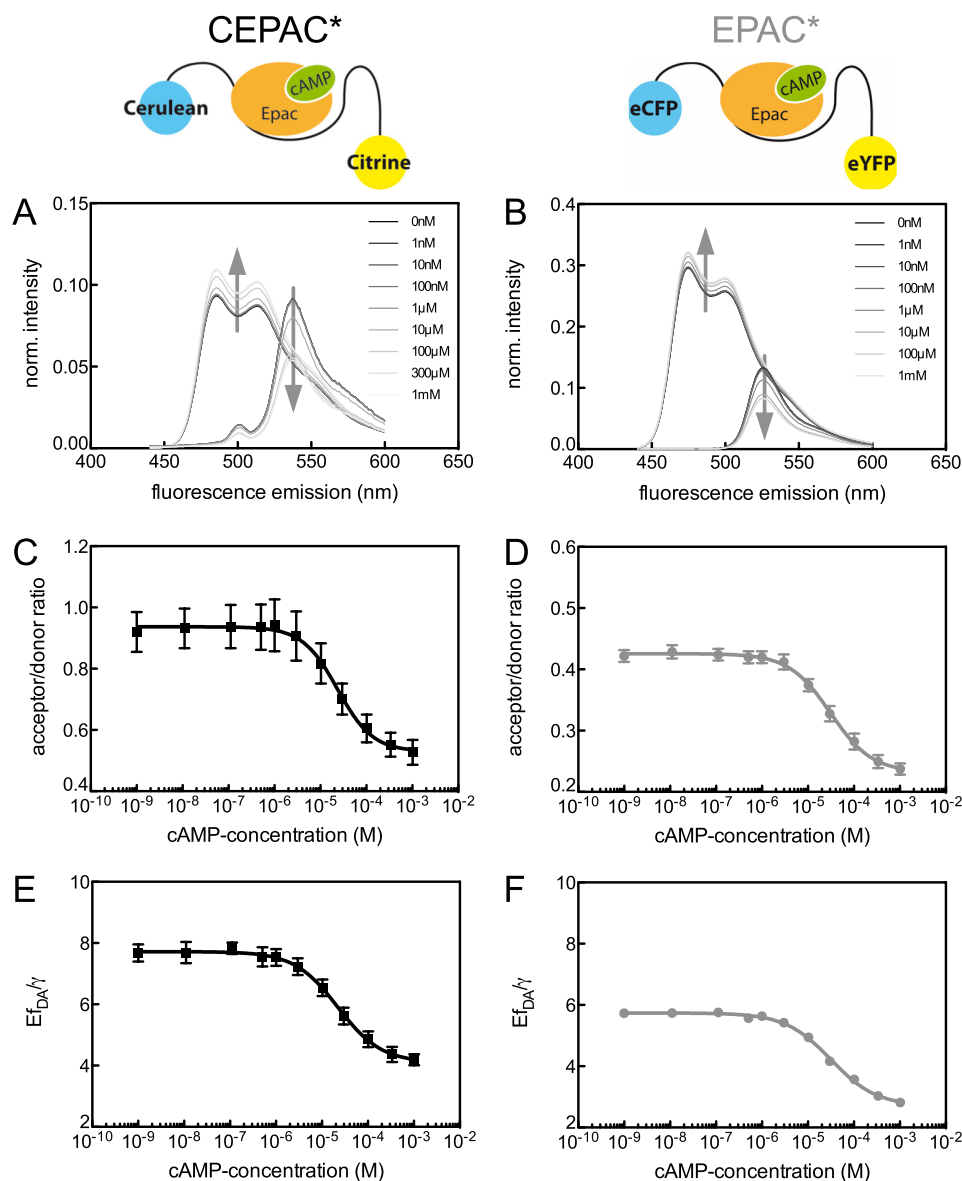 CEPAC*
EPAC*
Cerulean
Epac
cAMP
Citrine
eCFP
Epac
cAMP
eYFP
A
0.15
0.10
0.05
0.00
norm. intensity
400 450 500 550 600 650
fluorescence emission (nm)
0nM
1nM
10nM
100nM
1µM
10µM
100µM
300µM
1mM
B
0.4
0.3
0.2
0.1
0.0
norm. intensity
400 450 500 550 600 650
fluorescence emission (nm)
0nM
1nM
10nM
100nM
1µM
10µM
100µM
1mM
C
1.2
1.0
0.8
0.6
0.4
acceptor/donor ratio
10⁻¹⁰ 10⁻⁹ 10⁻⁸ 10⁻⁷ 10⁻⁶ 10⁻⁵ 10⁻⁴ 10⁻³ 10⁻²
cAMP-concentration (M)
D
0.6
0.5
0.4
0.3
0.2
acceptor/donor ratio
10⁻¹⁰ 10⁻⁹ 10⁻⁸ 10⁻⁷ 10⁻⁶ 10⁻⁵ 10⁻⁴ 10⁻³ 10⁻²
cAMP-concentration (M)
E
10
8
6
4
2
Ef_DA/γ
10⁻¹⁰ 10⁻⁹ 10⁻⁸ 10⁻⁷ 10⁻⁶ 10⁻⁵ 10⁻⁴ 10⁻³ 10⁻²
cAMP-concentration (M)
F
10
8
6
4
2
Ef_DA/γ
10⁻¹⁰ 10⁻⁹ 10⁻⁸ 10⁻⁷ 10⁻⁶ 10⁻⁵ 10⁻⁴ 10⁻³ 10⁻²
cAMP-concentration (M)